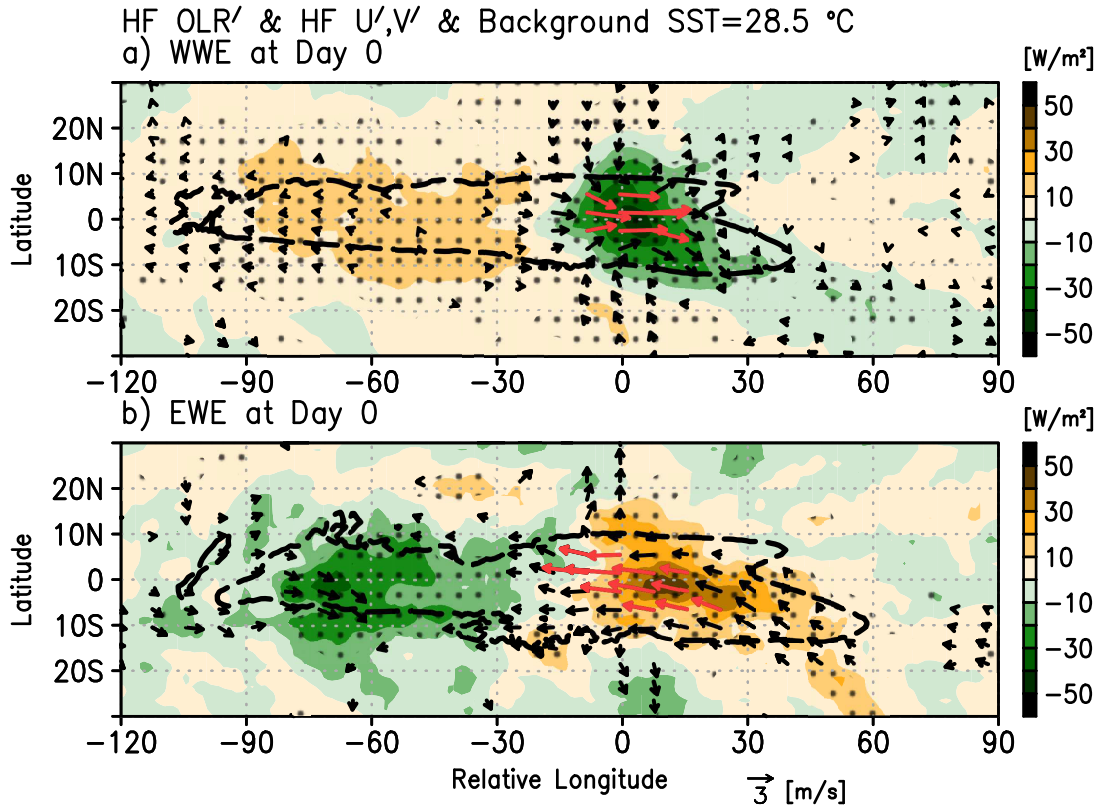 HF OLR′ & HF U′,V′ & Background SST=28.5 °C
a) WWE at Day 0
[W/m²]
20N
10N
0
10S
20S
Latitude
50
30
10
−10
−30
−50
−120 −90 −60 −30 0 30 60 90
b) EWE at Day 0
[W/m²]
20N
10N
0
10S
20S
Latitude
50
30
10
−10
−30
−50
−120 −90 −60 −30 0 30 60 90
Relative Longitude
3 [m/s]